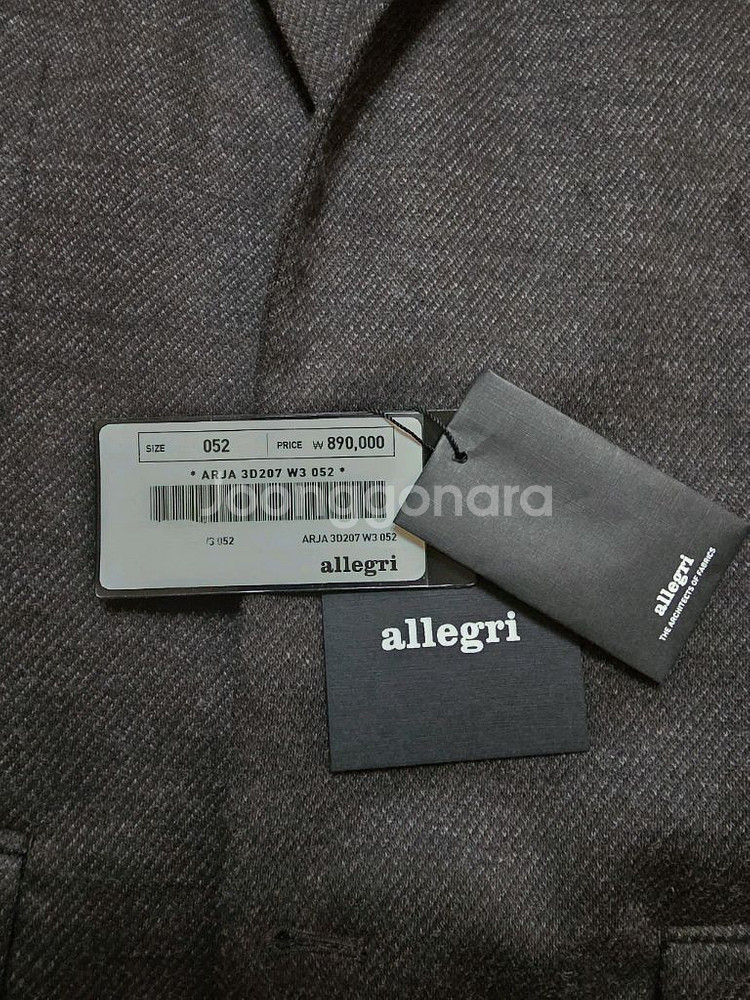 SIZE 052 PRICE ₩ 890,000
* ARJA 3D207 W3 052 *
Joonggonara
/3 052 ARJA 3D207 W3 052
allegri
allegri
THE ARCHITECTS OF FABRICS
allegri